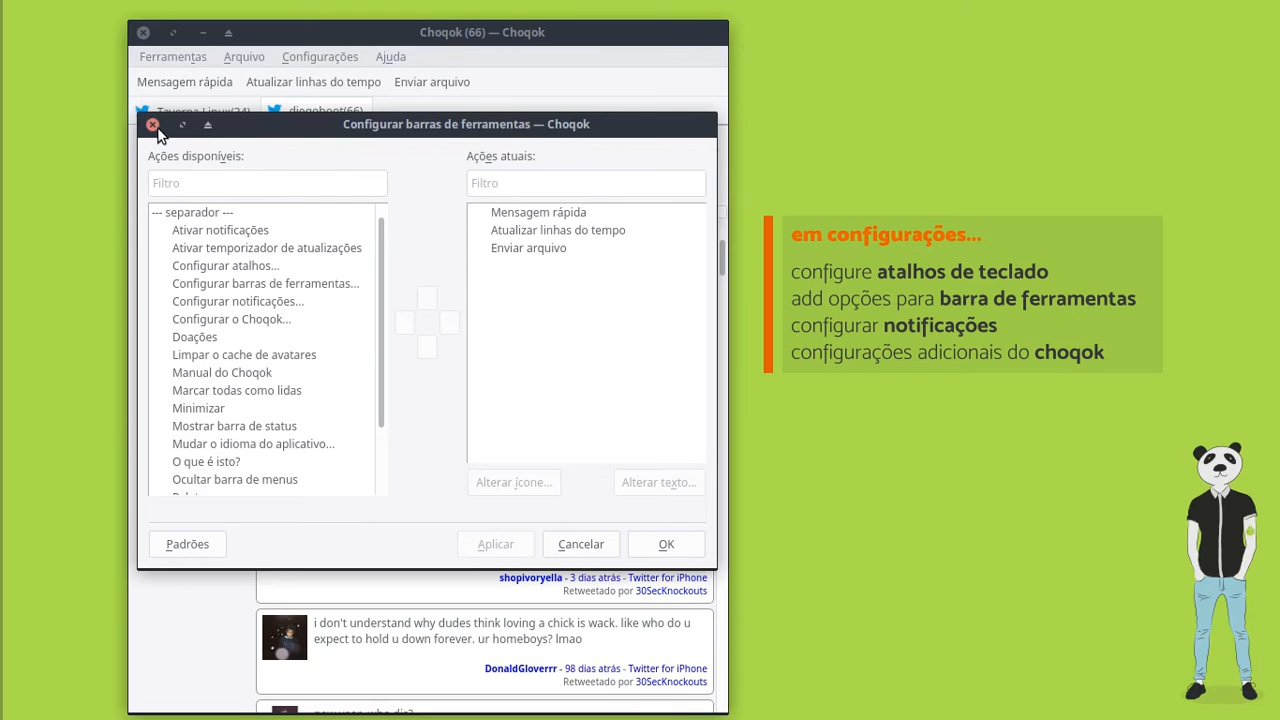 Choqok (66) — Choqok
Ferramentas Arquivo Configurações Ajuda
Mensagem rápida Atualizar linhas do tempo Enviar arquivo
Taverna Linux(24) diogoboot(66)
Configurar barras de ferramentas — Choqok
Ações disponíveis:
Filtro
--- separador ---
Ativar notificações
Ativar temporizador de atualizações
Configurar atalhos...
Configurar barras de ferramentas...
Configurar notificações...
Configurar o Choqok...
Doações
Limpar o cache de avatares
Manual do Choqok
Marcar todas como lidas
Minimizar
Mostrar barra de status
Mudar o idioma do aplicativo...
O que é isto?
Ocultar barra de menus
Ações atuais:
Filtro
Mensagem rápida
Atualizar linhas do tempo
Enviar arquivo
Alterar ícone... Alterar texto...
Padrões Aplicar Cancelar OK
shopivoryella - 3 dias atrás - Twitter for iPhone
Retweetado por 30SecKnockouts
i don't understand why dudes think loving a chick is wack. like who do u
expect to hold u down forever. ur homeboys? lmao
DonaldGloverrr - 98 dias atrás - Twitter for iPhone
Retweetado por 30SecKnockouts
em configurações...
configure atalhos de teclado
add opções para barra de ferramentas
configurar notificações
configurações adicionais do choqok